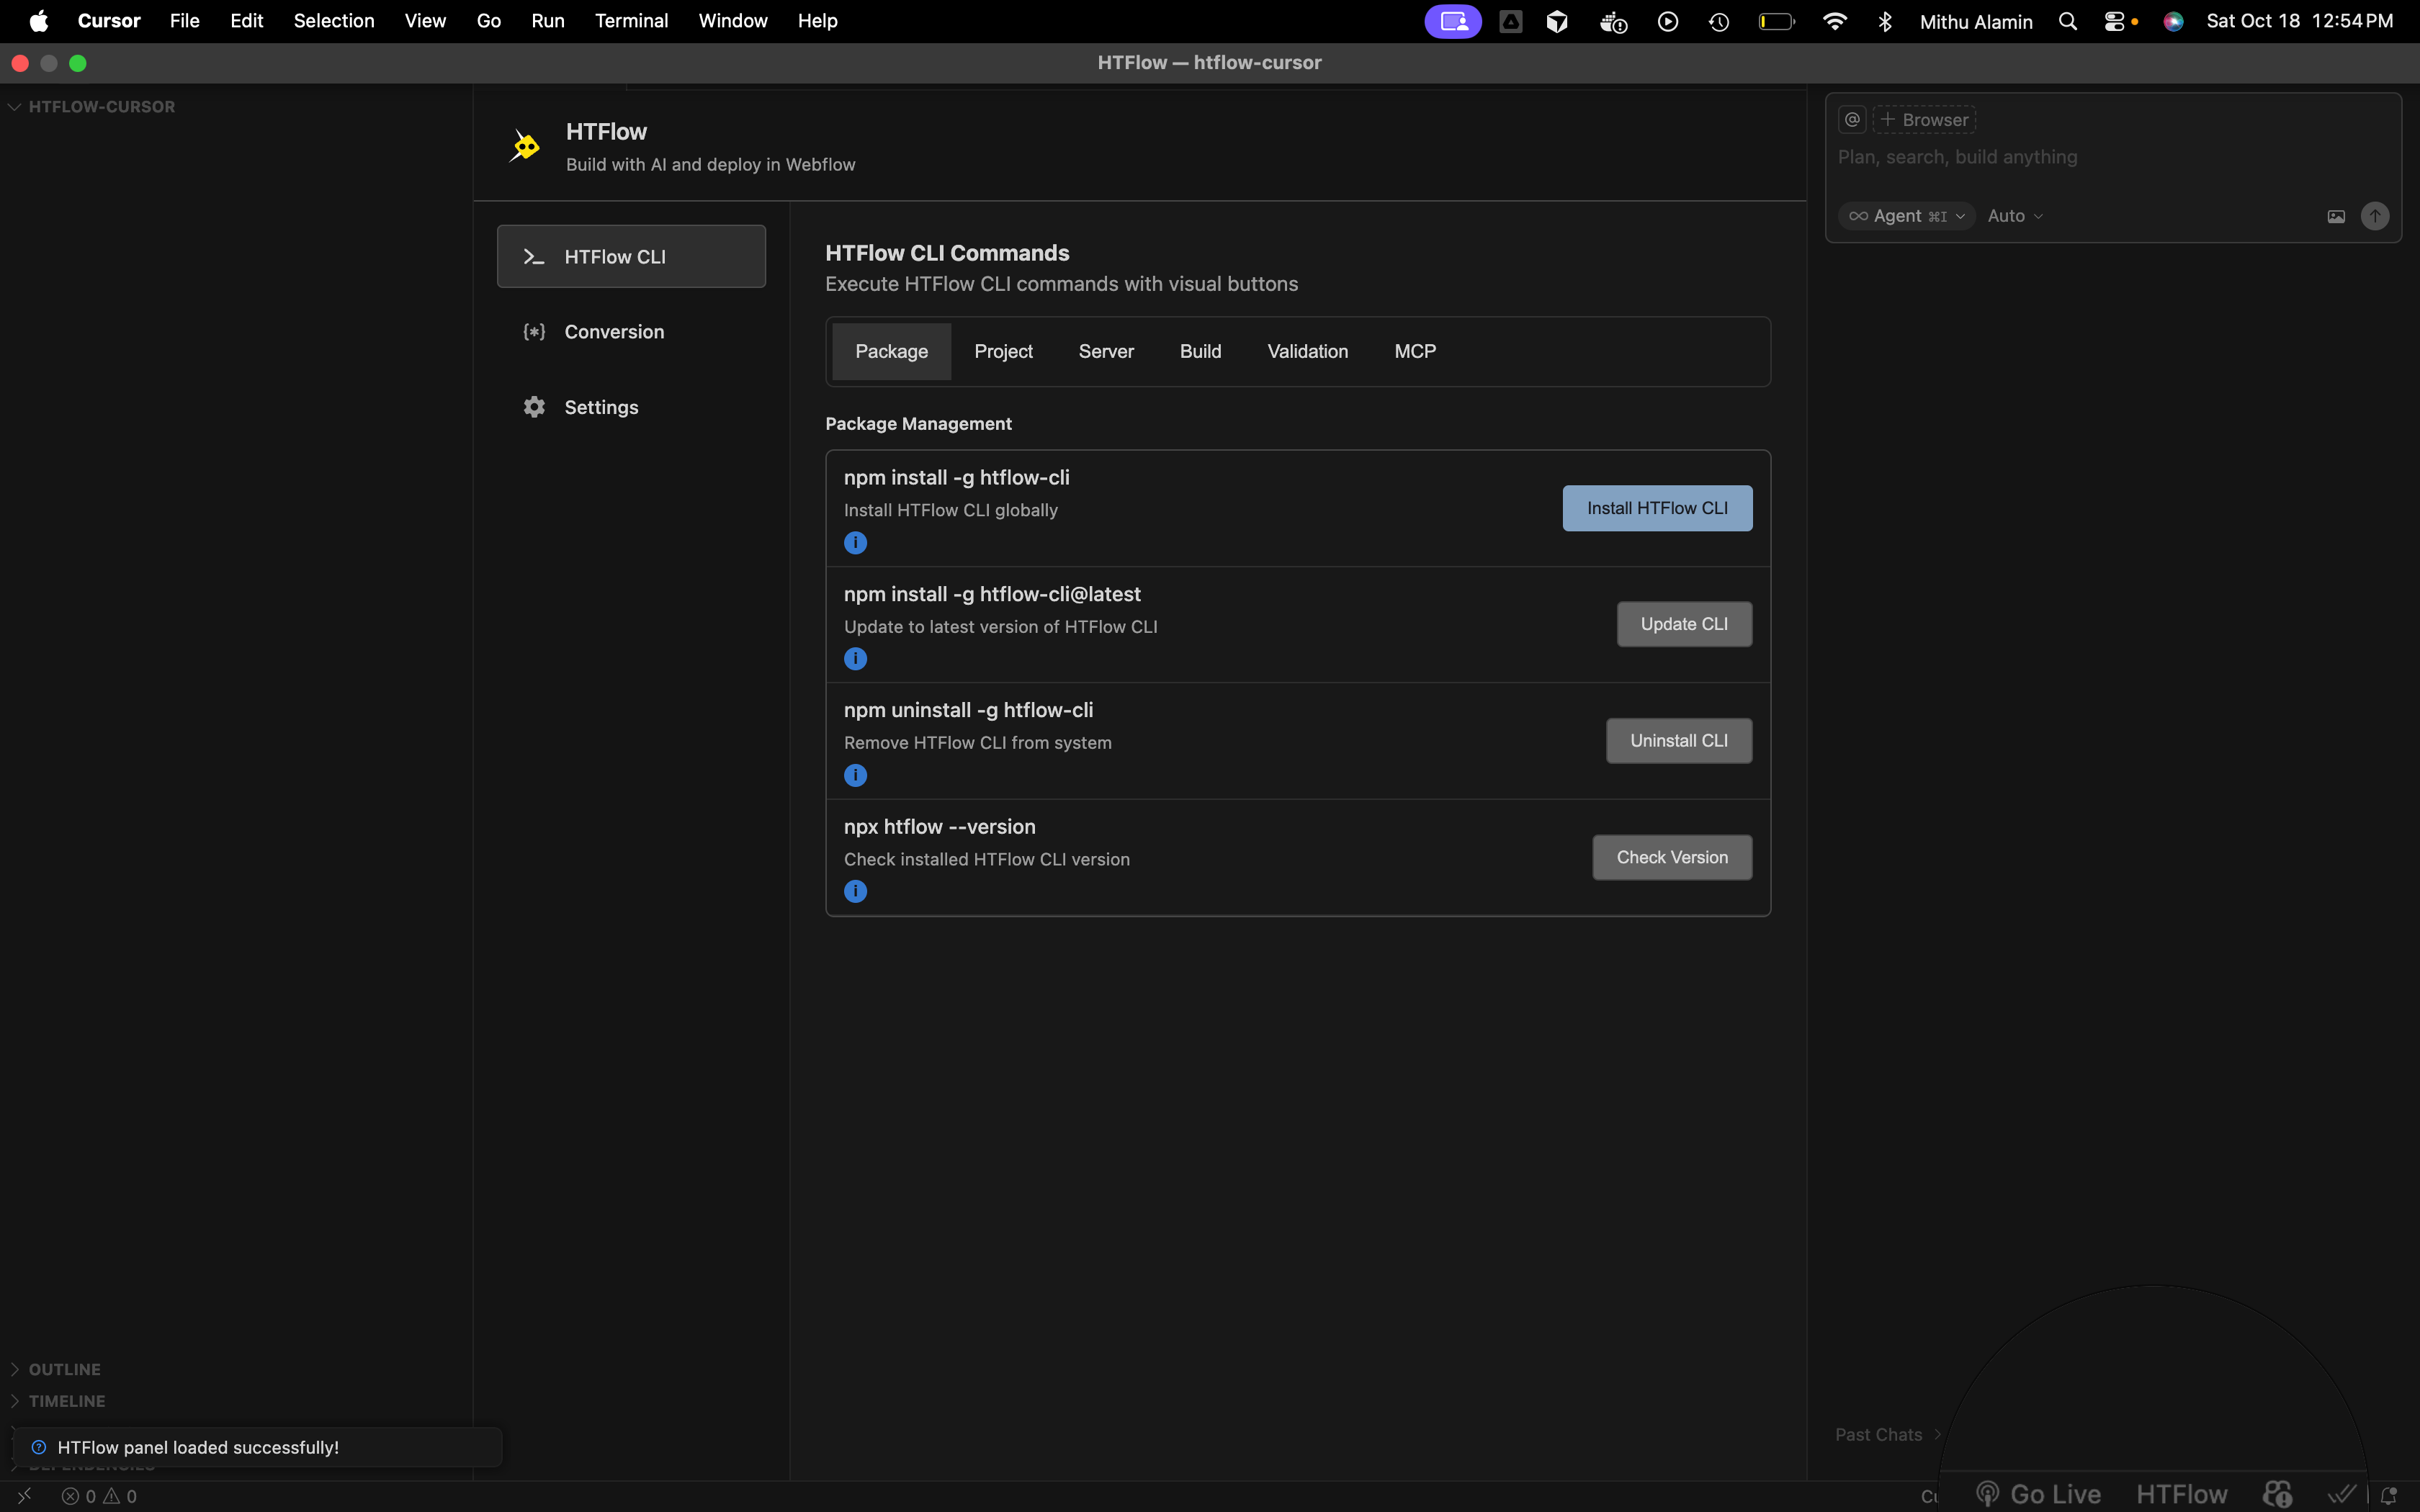 Cursor File Edit Selection View Go Run Terminal Window Help Mithu Alamin Sat Oct 18 12:54 PM
HTFlow — htflow-cursor
HTFLOW-CURSOR
HTFlow
Build with AI and deploy in Webflow
HTFlow CLI
Conversion
Settings
HTFlow CLI Commands
Execute HTFlow CLI commands with visual buttons
Package Project Server Build Validation MCP
Package Management
npm install -g htflow-cli
Install HTFlow CLI globally
Install HTFlow CLI
npm install -g htflow-cli@latest
Update to latest version of HTFlow CLI
Update CLI
npm uninstall -g htflow-cli
Remove HTFlow CLI from system
Uninstall CLI
npx htflow --version
Check installed HTFlow CLI version
Check Version
@ + Browser
Plan, search, build anything
Agent ⌘I Auto
OUTLINE
TIMELINE
HTFlow panel loaded successfully!
Past Chats
0 0
Go Live HTFlow